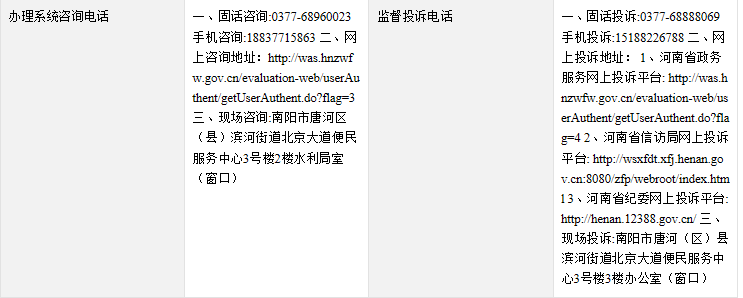 办理系统咨询电话
一、固话咨询:0377-68960023
手机咨询:18837715863 二、网
上咨询地址：http://was.hnzwf
w.gov.cn/evaluation-web/userAu
thent/getUserAuthent.do?flag=3
三、现场咨询:南阳市唐河区
（县）滨河街道北京大道便民
服务中心3号楼2楼水利局室
（窗口）
监督投诉电话
一、固话投诉:0377-68888069
手机投诉:15188226788 二、网
上投诉地址： 1、河南省政务
服务网上投诉平台: http://was.h
nzwfw.gov.cn/evaluation-web/us
erAuthent/getUserAuthent.do?fla
g=4 2、河南省信访局网上投诉
平台: http://wsxfdt.xfj.henan.go
v.cn:8080/zfp/webroot/index.htm
l 3、河南省纪委网上投诉平台:
http://henan.12388.gov.cn/ 三、
现场投诉:南阳市唐河（区）县
滨河街道北京大道便民服务中
心3号楼3楼办公室（窗口）